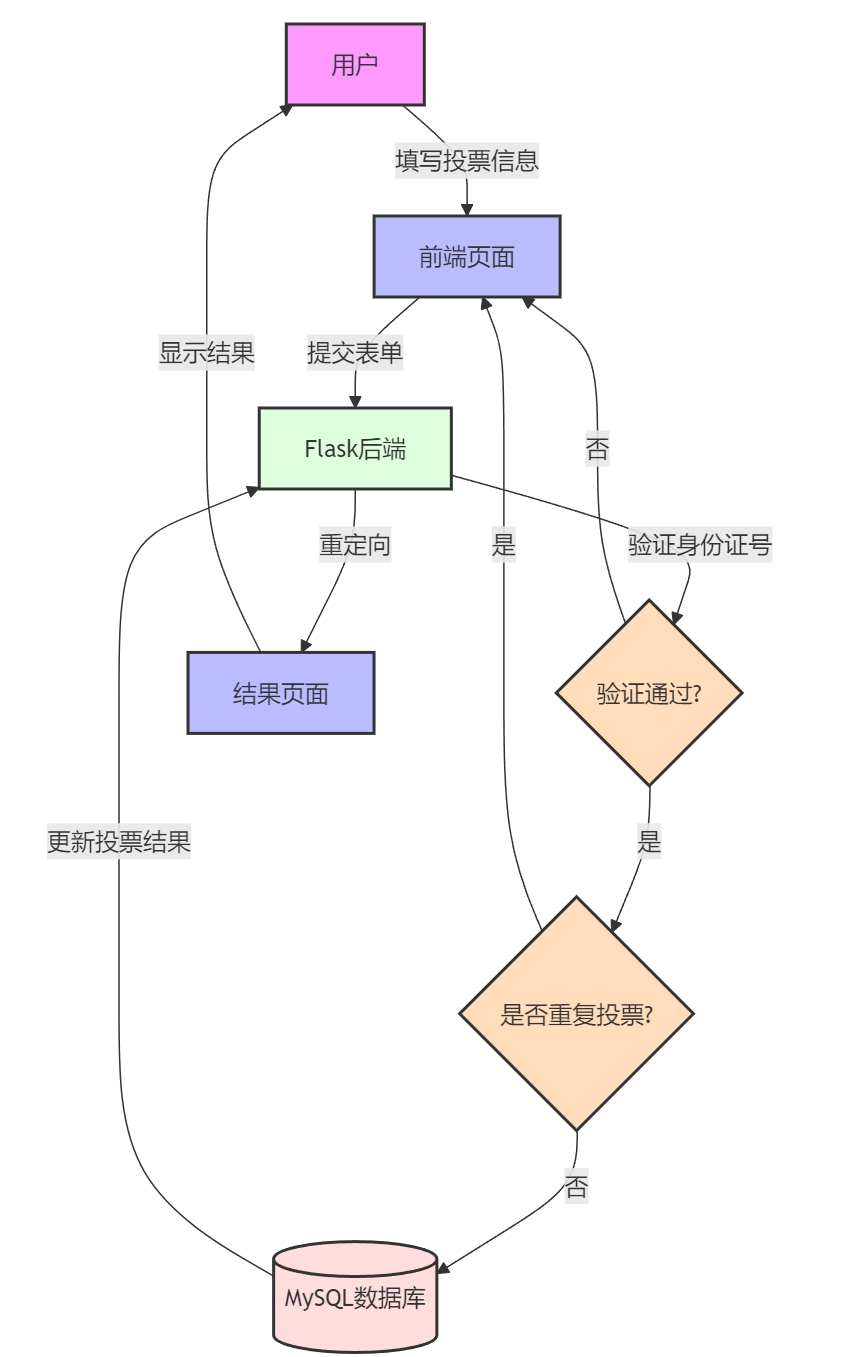 用户
填写投票信息
前端页面
显示结果
提交表单
Flask后端
否
重定向
是
验证身份证号
结果页面
验证通过?
更新投票结果
是
是否重复投票?
否
MySQL数据库